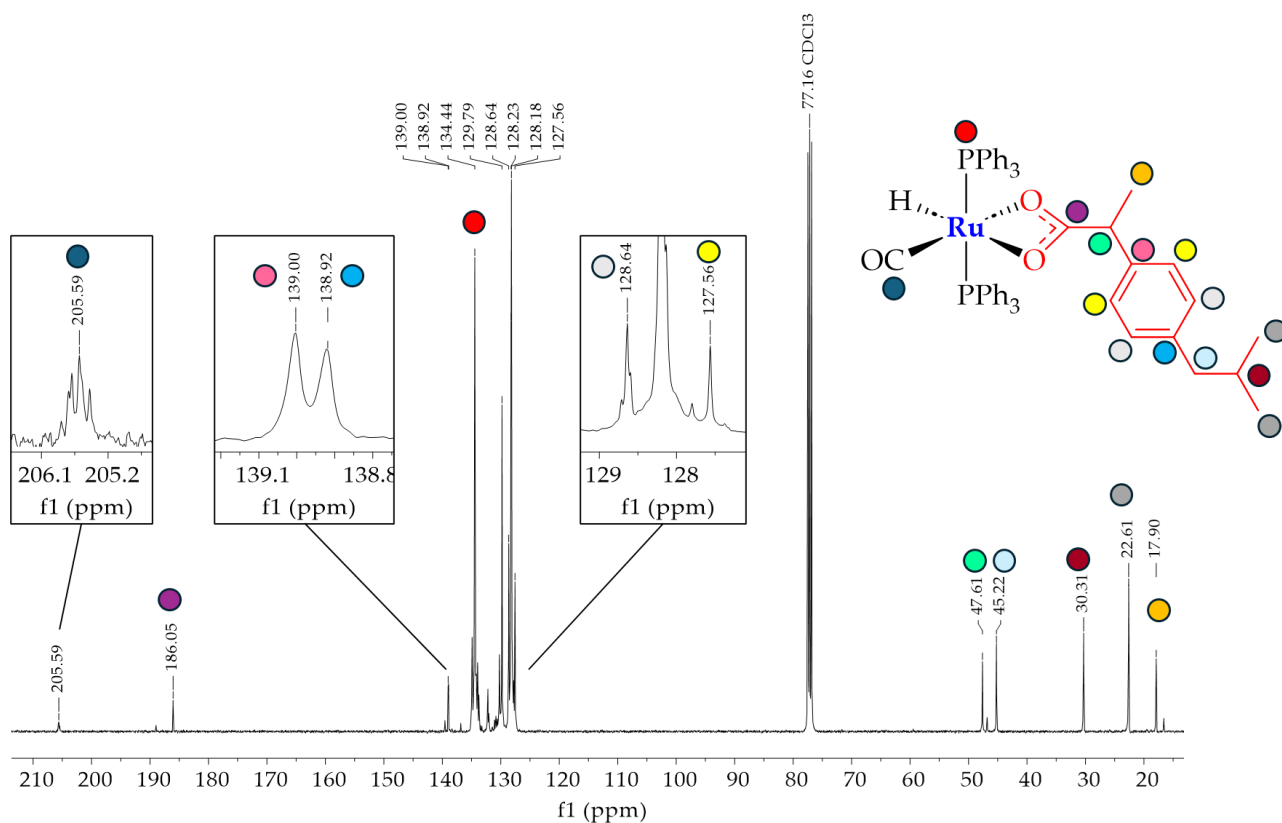 139.00
138.92
134.44
129.79
128.64
128.23
128.18
127.56
77.16 CDCl3
PPh3
H
Ru
O
O
OC
PPh3
205.59
206.1 205.2
f1 (ppm)
139.00
138.92
139.1 138.8
f1 (ppm)
128.64
127.56
129 128
f1 (ppm)
205.59
186.05
47.61
45.22
30.31
22.61
17.90
210 200 190 180 170 160 150 140 130 120 110 100 90 80 70 60 50 40 30 20
f1 (ppm)